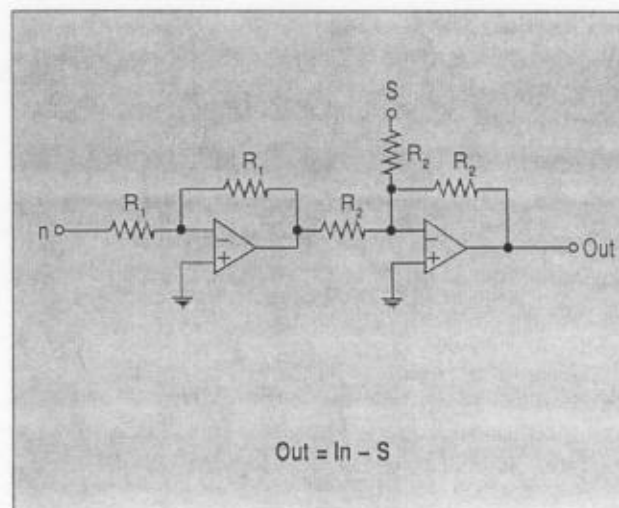 S
R₂
R₁ R₂
R₁ R₂
n − − Out
+ +
Out = In − S